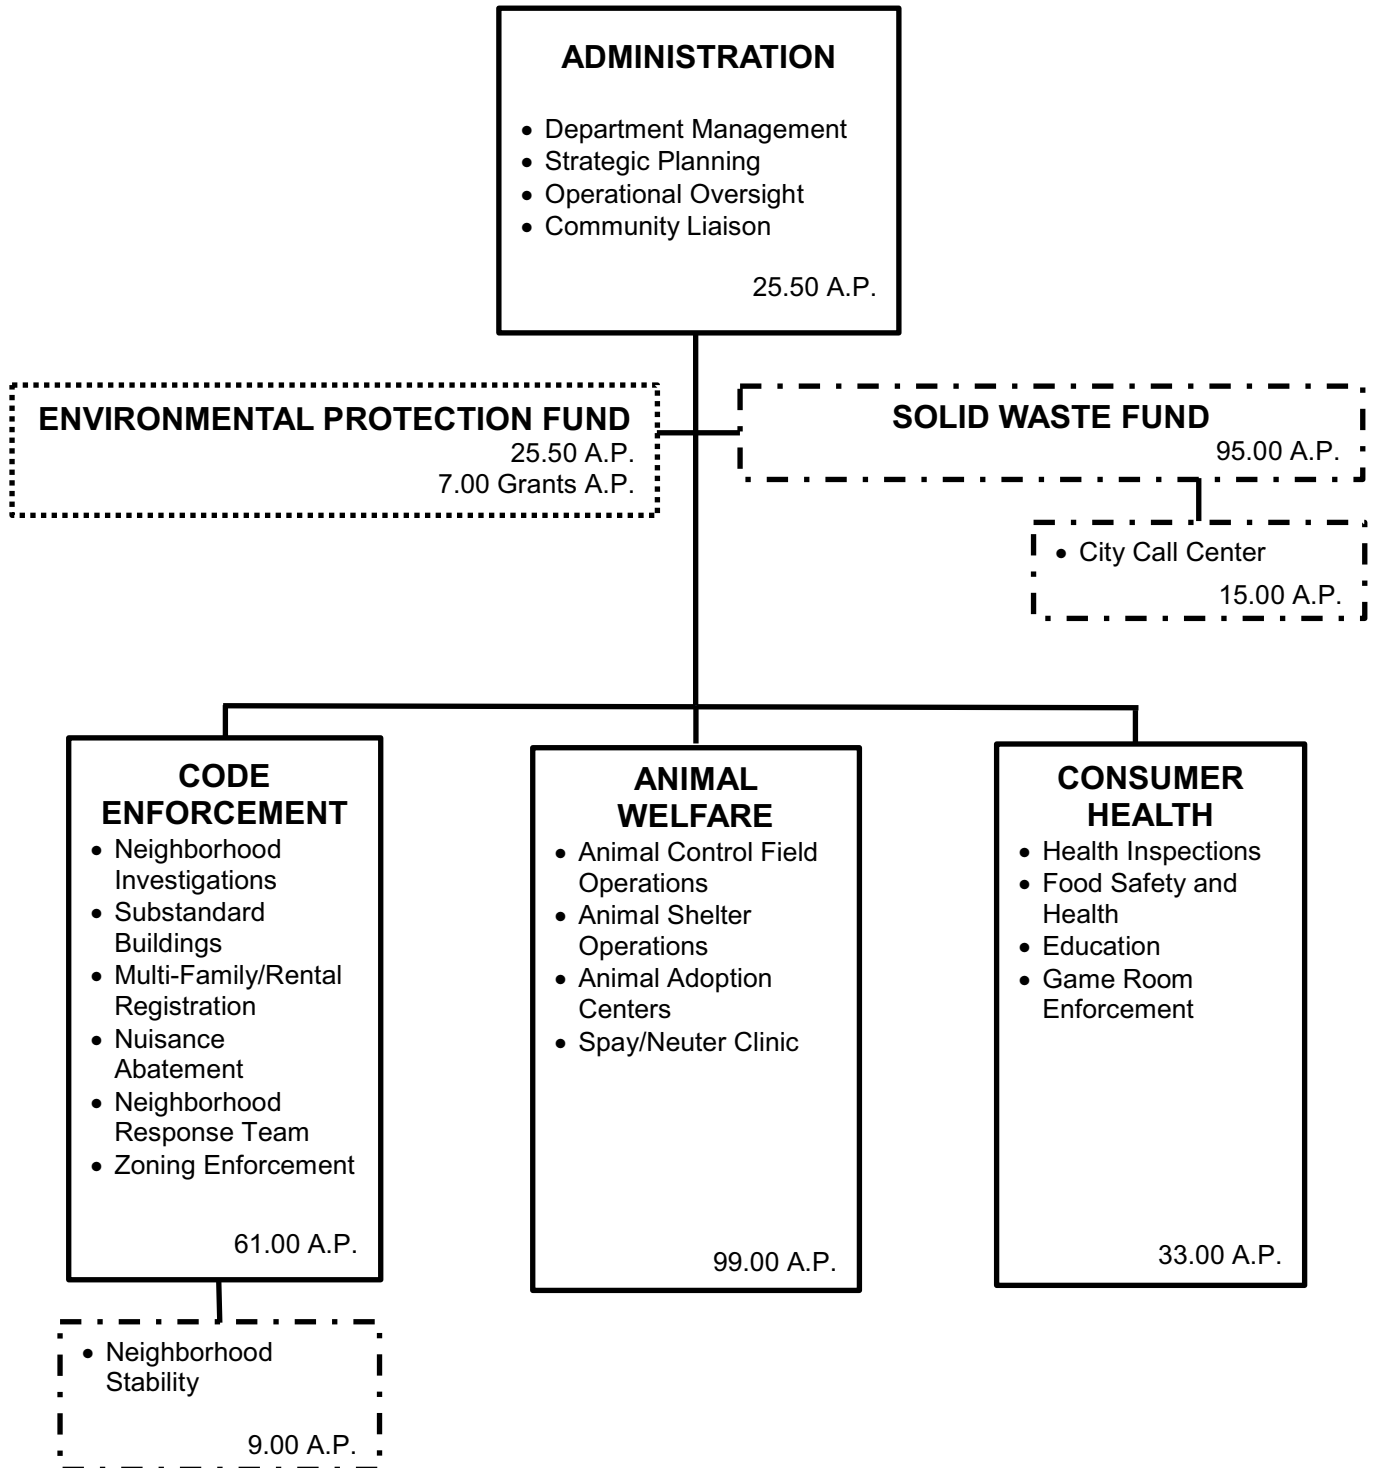 ADMINISTRATION
• Department Management
• Strategic Planning
• Operational Oversight
• Community Liaison
25.50 A.P.
ENVIRONMENTAL PROTECTION FUND
25.50 A.P.
7.00 Grants A.P.
SOLID WASTE FUND
95.00 A.P.
• City Call Center
15.00 A.P.
CODE
ENFORCEMENT
• Neighborhood
Investigations
• Substandard
Buildings
• Multi-Family/Rental
Registration
• Nuisance
Abatement
• Neighborhood
Response Team
• Zoning Enforcement
61.00 A.P.
• Neighborhood
Stability
9.00 A.P.
ANIMAL
WELFARE
• Animal Control Field
Operations
• Animal Shelter
Operations
• Animal Adoption
Centers
• Spay/Neuter Clinic
99.00 A.P.
CONSUMER
HEALTH
• Health Inspections
• Food Safety and
Health
• Education
• Game Room
Enforcement
33.00 A.P.